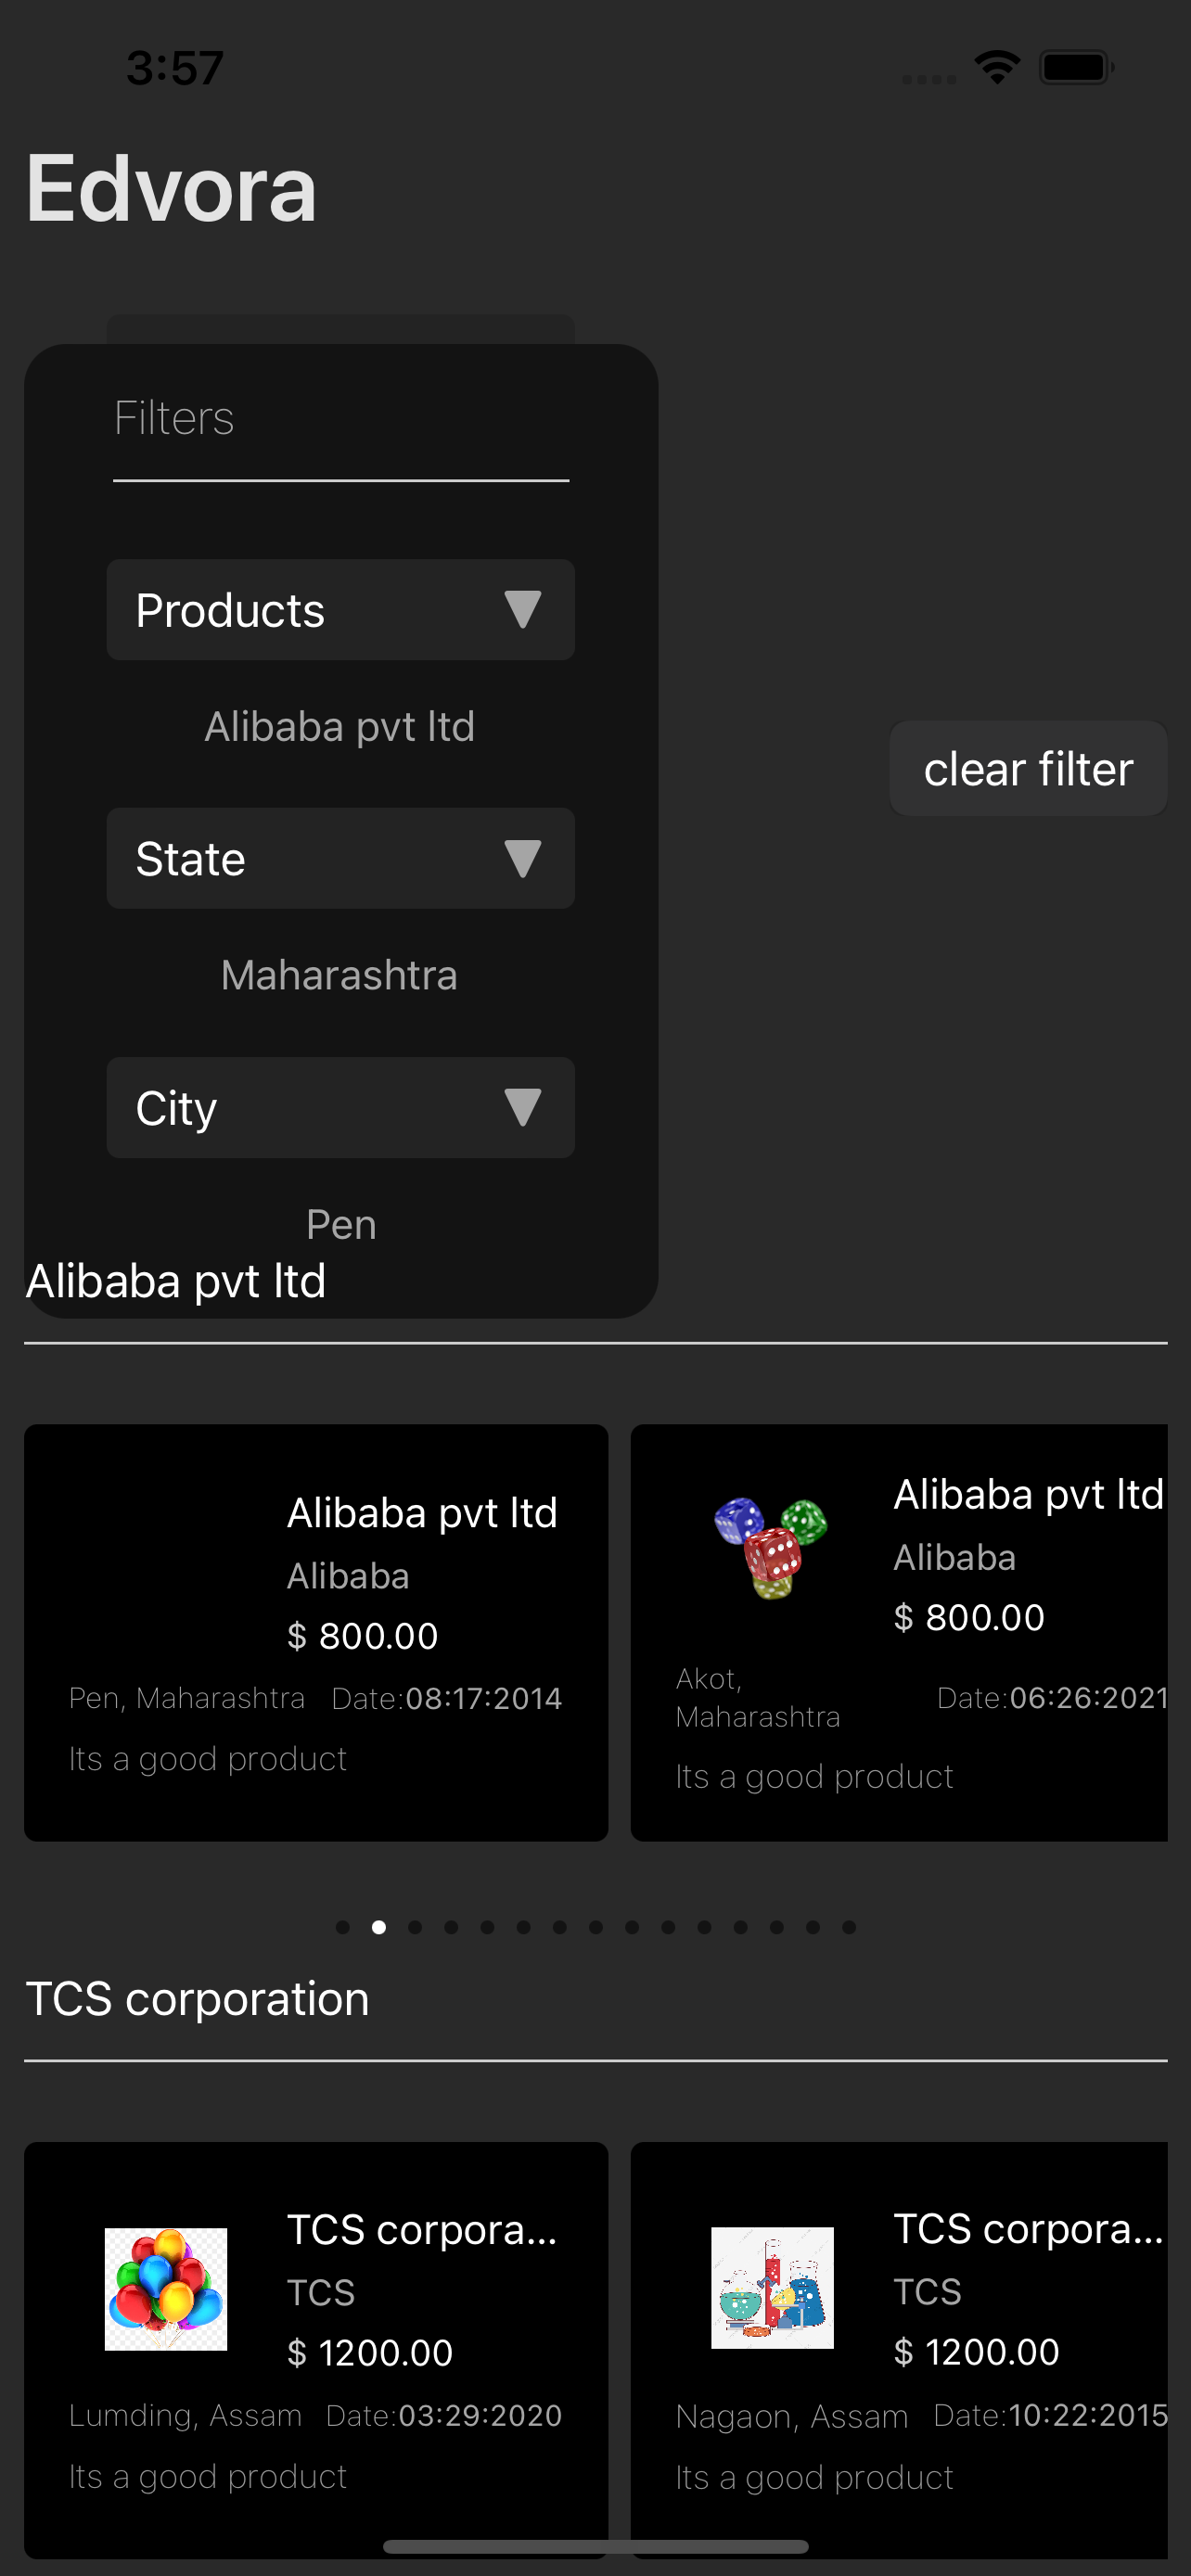 3:57
Edvora
Filters
Products
Alibaba pvt ltd
clear filter
State
Maharashtra
City
Pen
Alibaba pvt ltd
Alibaba pvt ltd
Alibaba
$ 800.00
Pen, Maharashtra Date:08:17:2014
Its a good product
Alibaba pvt ltd
Alibaba
$ 800.00
Akot,
Maharashtra
Date:06:26:2021
Its a good product
TCS corporation
TCS corpora...
TCS
$ 1200.00
Lumding, Assam Date:03:29:2020
Its a good product
TCS corpora...
TCS
$ 1200.00
Nagaon, Assam Date:10:22:2015
Its a good product